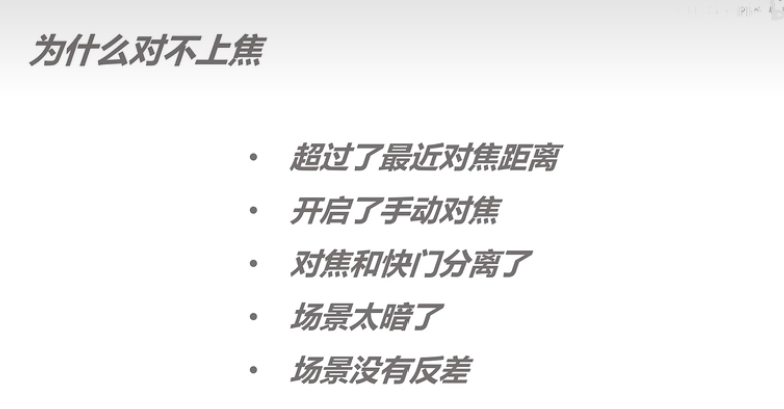 为什么对不上焦
• 超过了最近对焦距离
• 开启了手动对焦
• 对焦和快门分离了
• 场景太暗了
• 场景没有反差